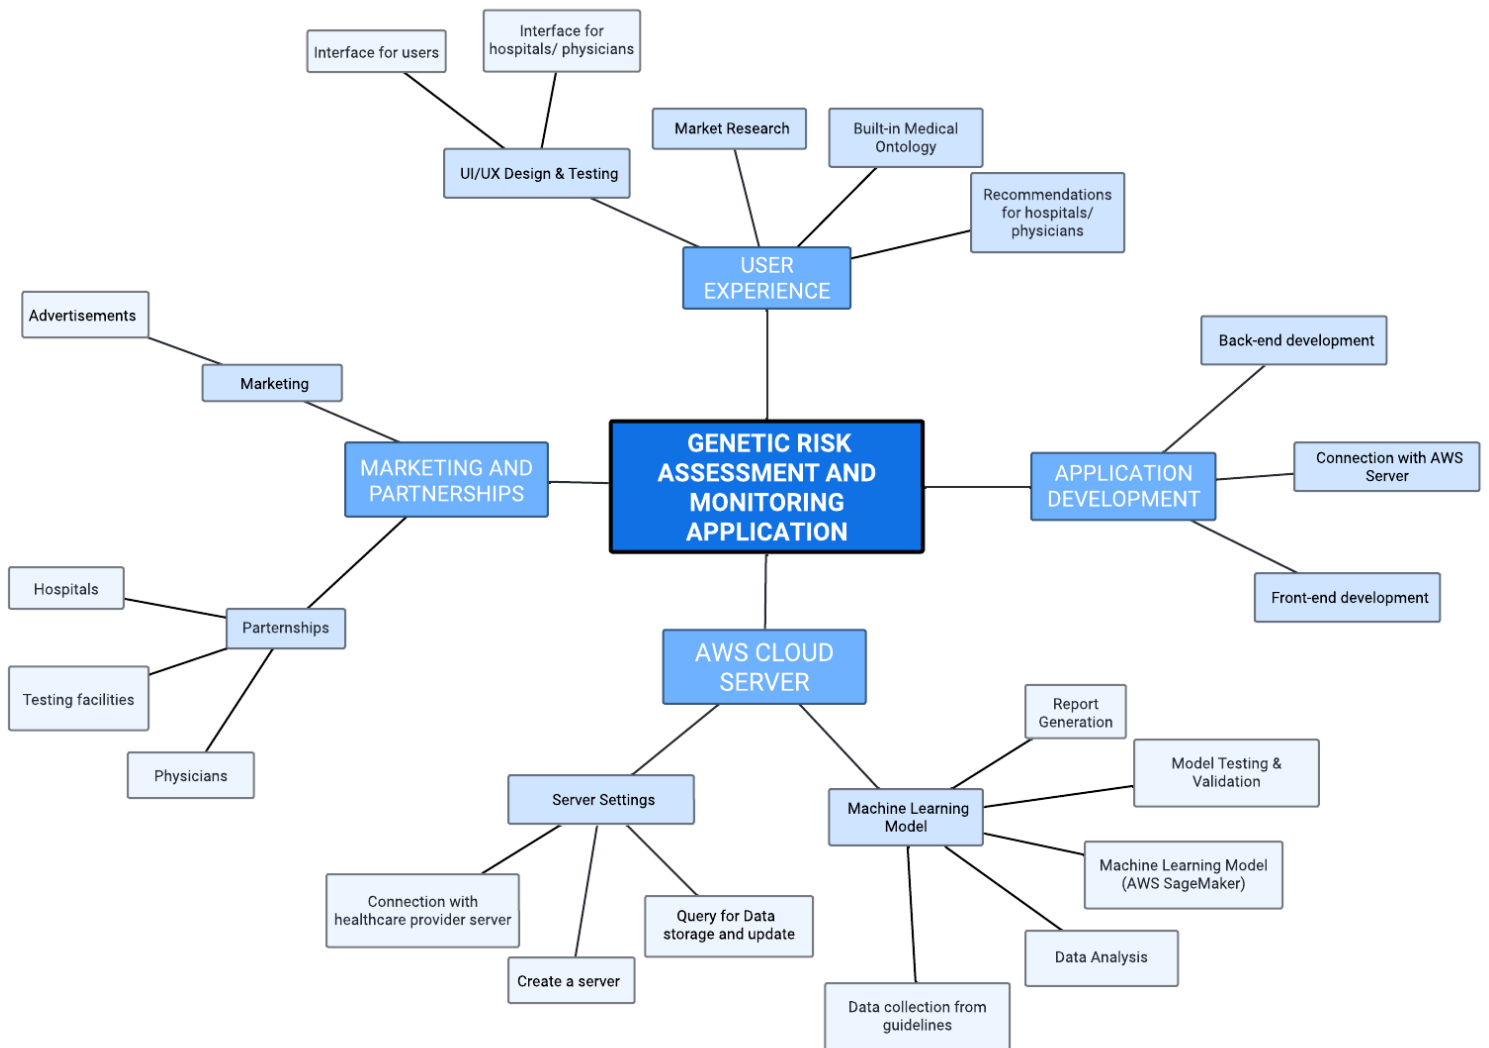 Interface for users
Interface for
hospitals/ physicians
UI/UX Design & Testing
Market Research
Built-in Medical
Ontology
Recommendations
for hospitals/
physicians
USER
EXPERIENCE
Advertisements
Marketing
MARKETING AND
PARTNERSHIPS
Hospitals
Parternships
Testing facilities
Physicians
GENETIC RISK
ASSESSMENT AND
MONITORING
APPLICATION
Back-end development
APPLICATION
DEVELOPMENT
Connection with AWS
Server
Front-end development
AWS CLOUD
SERVER
Server Settings
Connection with
healthcare provider server
Create a server
Query for Data
storage and update
Machine Learning
Model
Report
Generation
Model Testing &
Validation
Machine Learning Model
(AWS SageMaker)
Data Analysis
Data collection from
guidelines